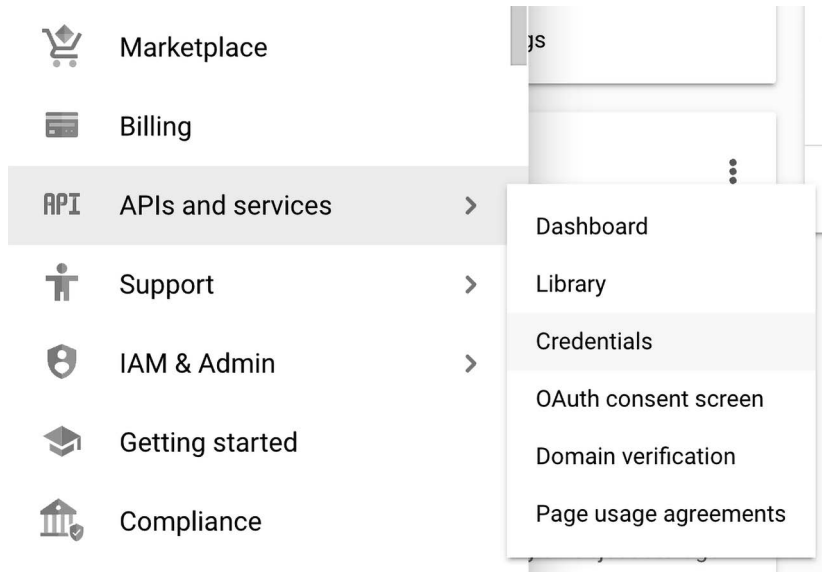 Marketplace
gs
Billing
API APIs and services
Dashboard
Library
Support
Credentials
IAM & Admin
OAuth consent screen
Getting started
Domain verification
Page usage agreements
Compliance